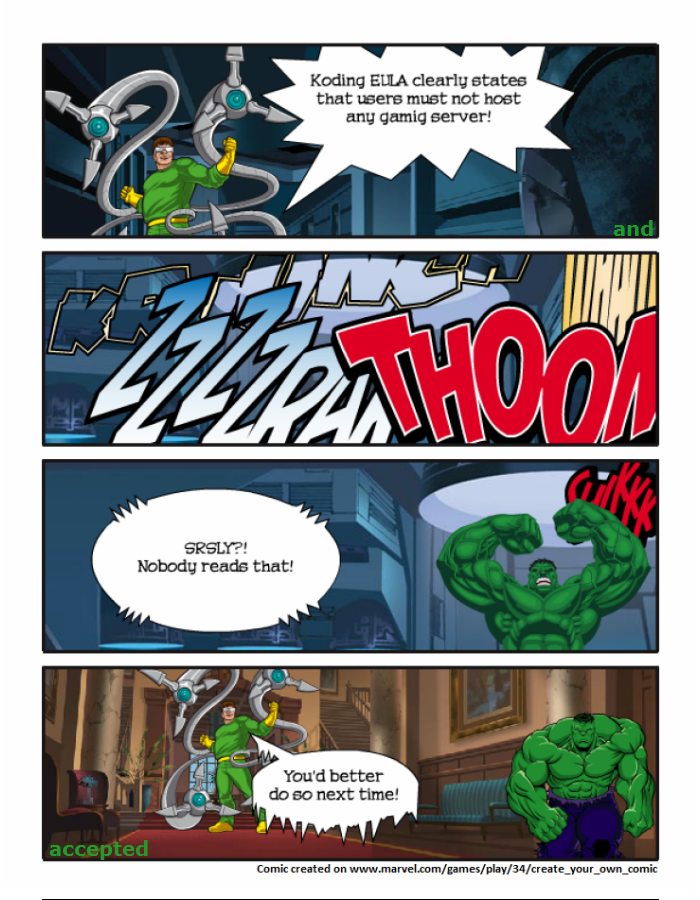 Koding EULA clearly states
that users must not host
any gamig server!
and
ZZZZRAK
THOOM
SRSLY?!
Nobody reads that!
You'd better
do so next time!
accepted
Comic created on www.marvel.com/games/play/34/create_your_own_comic